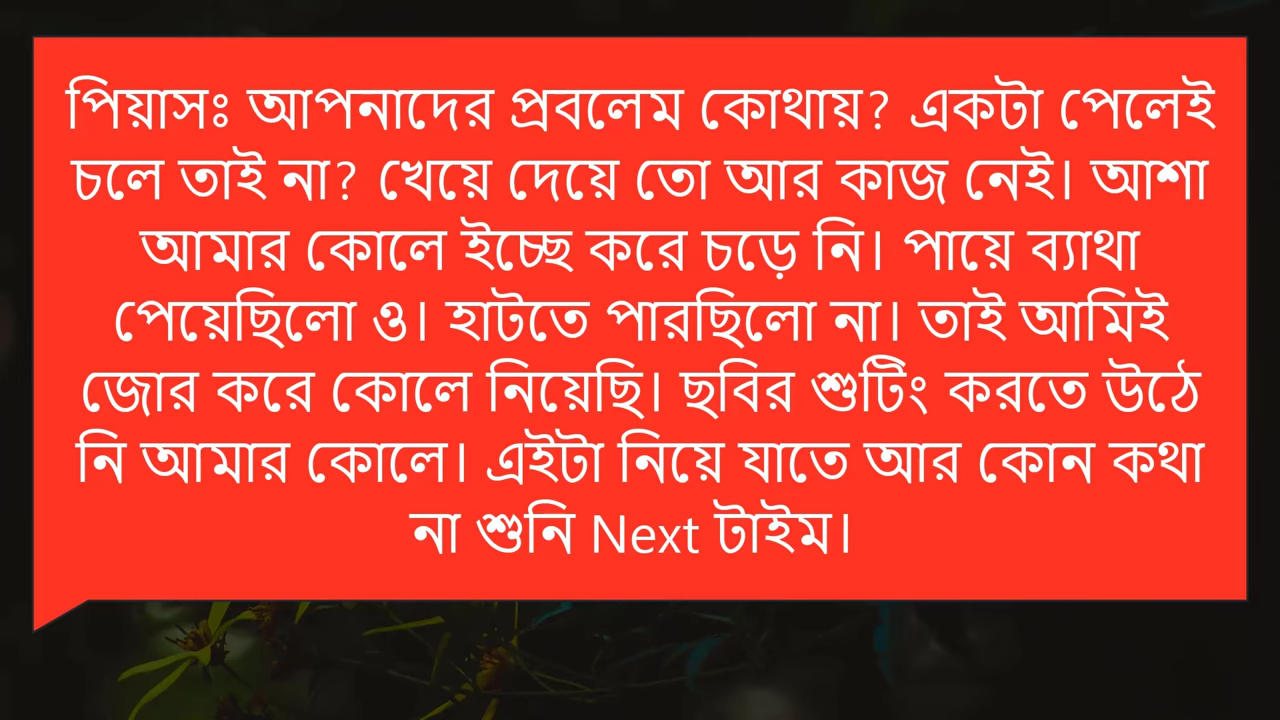 পিয়াসঃ আপনাদের প্রবলেম কোথায়? একটা পেলেই
চলে তাই না? খেয়ে দেয়ে তো আর কাজ নেই। আশা
আমার কোলে ইচ্ছে করে চড়ে নি। পায়ে ব্যাথা
পেয়েছিলো ও। হাটতে পারছিলো না। তাই আমিই
জোর করে কোলে নিয়েছি। ছবির শুটিং করতে উঠে
নি আমার কোলে। এইটা নিয়ে যাতে আর কোন কথা
না শুনি Next টাইম।